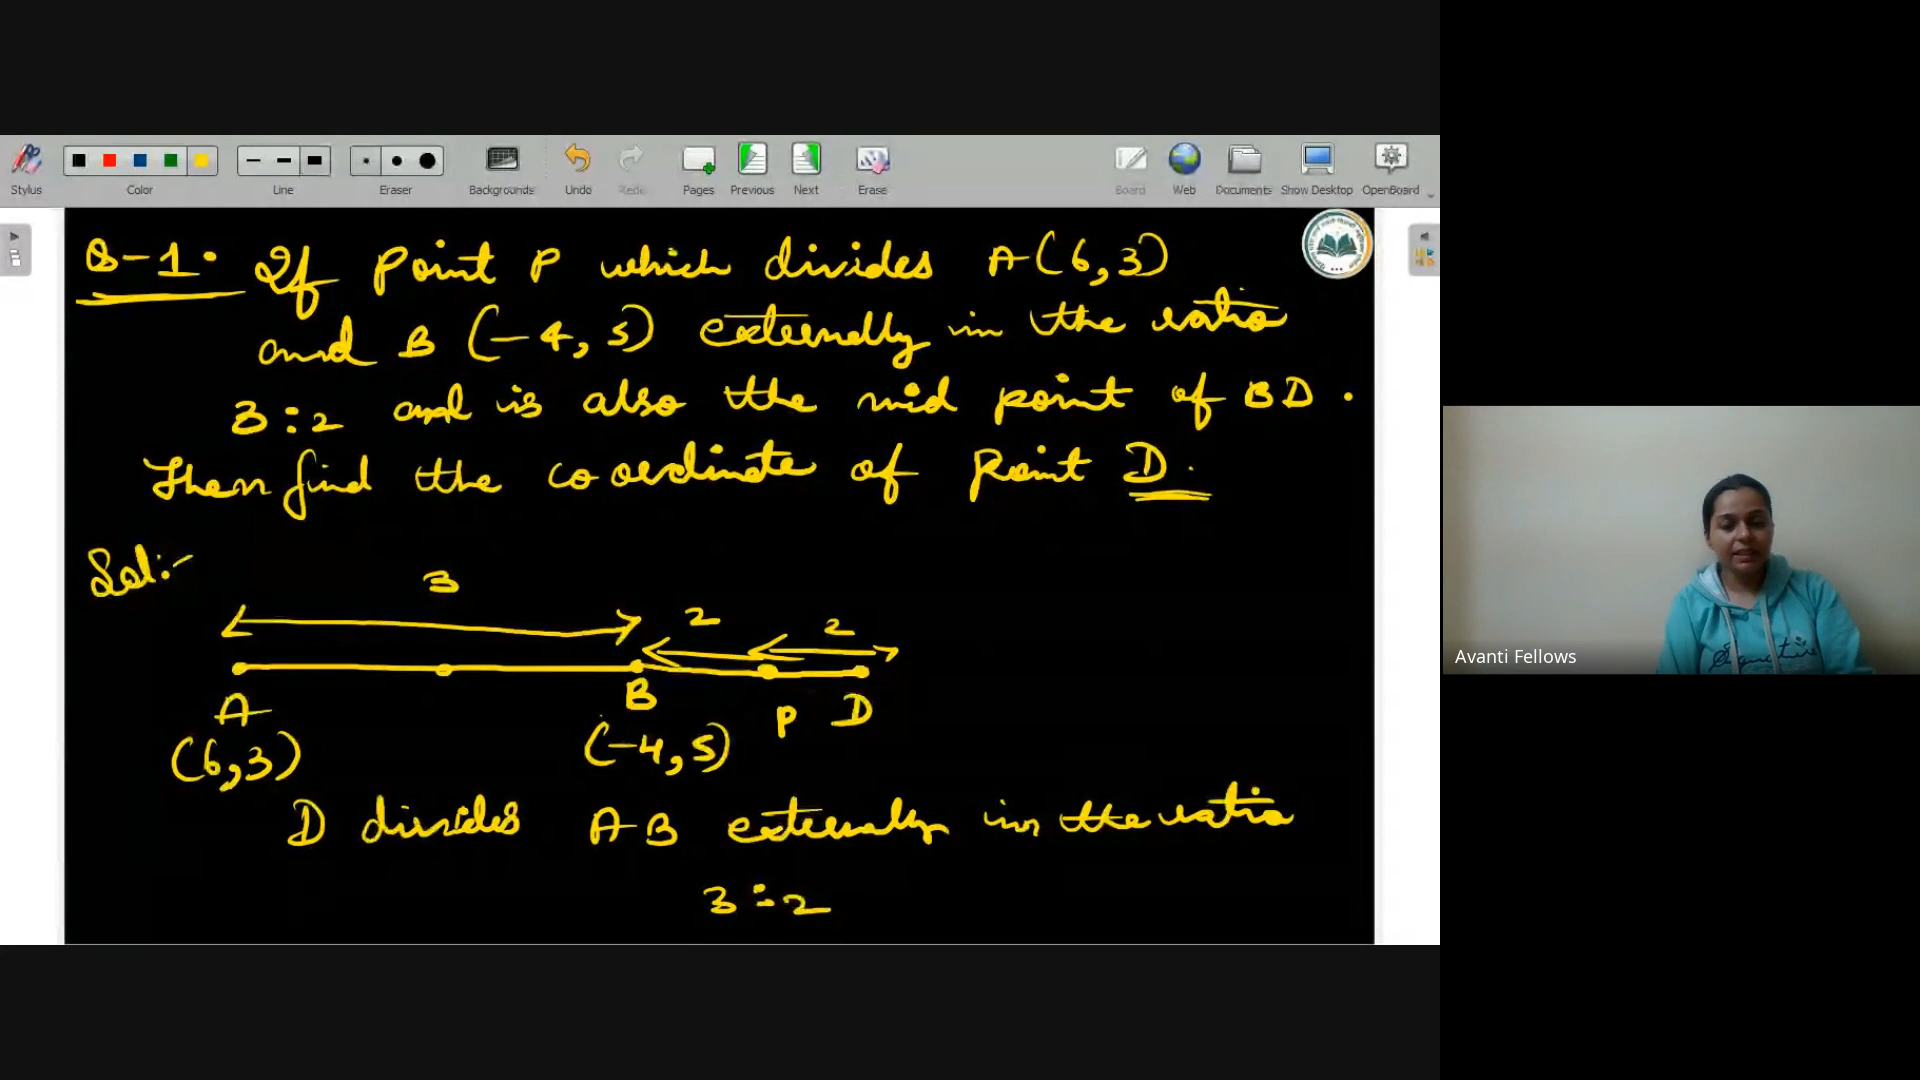 Stylus Color Line Eraser Backgrounds Undo Redo Pages Previous Next Erase Board Web Documents Show Desktop OpenBoard
Q-1. If point P which divides A(6,3)
and B (-4, 5) externally in the ratio
3:2 and is also the mid point of BD.
Then find the coordinate of point D.
Sol:-
3
2 2
A B P D
(6,3) (-4,5)
D divides AB externally in the ratio
3:2
Avanti Fellows